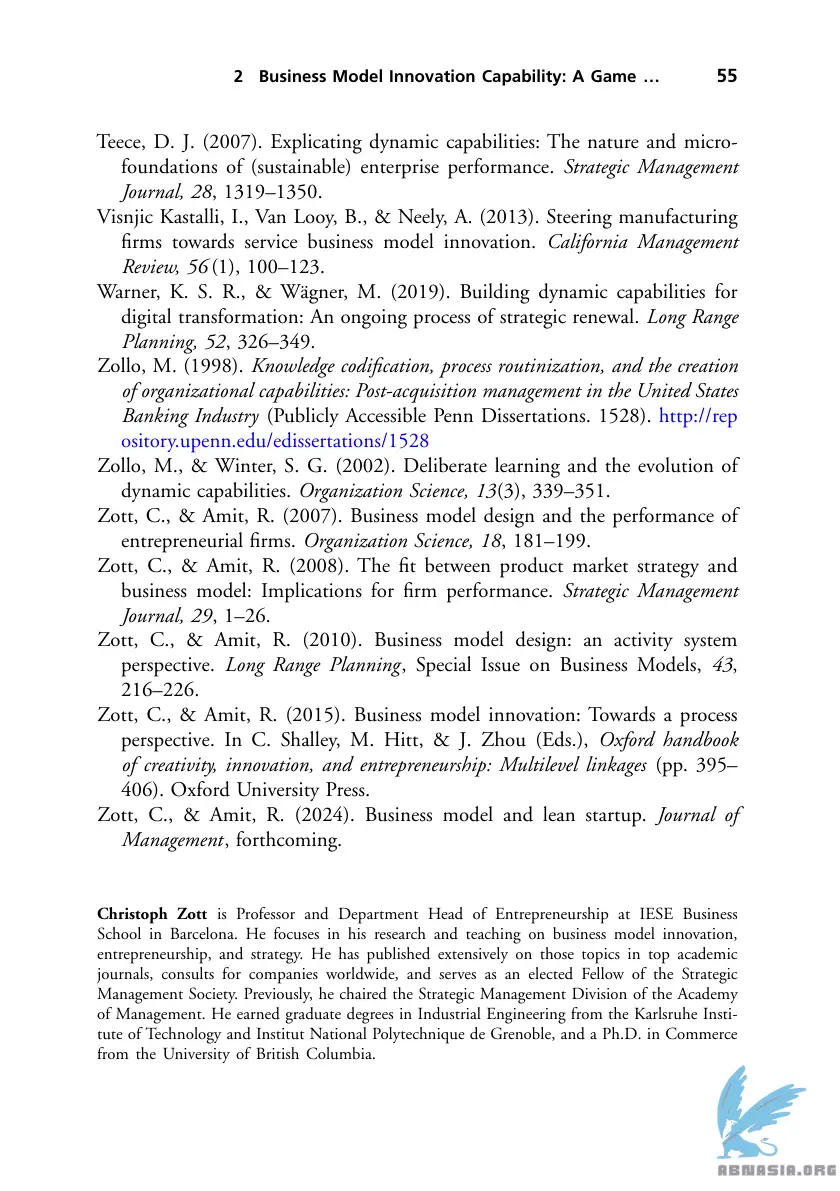 2 Business Model Innovation Capability: A Game … 55
Teece, D. J. (2007). Explicating dynamic capabilities: The nature and micro-
foundations of (sustainable) enterprise performance. Strategic Management
Journal, 28, 1319–1350.
Visnjic Kastalli, I., Van Looy, B., & Neely, A. (2013). Steering manufacturing
firms towards service business model innovation. California Management
Review, 56(1), 100–123.
Warner, K. S. R., & Wägner, M. (2019). Building dynamic capabilities for
digital transformation: An ongoing process of strategic renewal. Long Range
Planning, 52, 326–349.
Zollo, M. (1998). Knowledge codification, process routinization, and the creation
of organizational capabilities: Post-acquisition management in the United States
Banking Industry (Publicly Accessible Penn Dissertations. 1528). http://rep
ository.upenn.edu/edissertations/1528
Zollo, M., & Winter, S. G. (2002). Deliberate learning and the evolution of
dynamic capabilities. Organization Science, 13(3), 339–351.
Zott, C., & Amit, R. (2007). Business model design and the performance of
entrepreneurial firms. Organization Science, 18, 181–199.
Zott, C., & Amit, R. (2008). The fit between product market strategy and
business model: Implications for firm performance. Strategic Management
Journal, 29, 1–26.
Zott, C., & Amit, R. (2010). Business model design: an activity system
perspective. Long Range Planning, Special Issue on Business Models, 43,
216–226.
Zott, C., & Amit, R. (2015). Business model innovation: Towards a process
perspective. In C. Shalley, M. Hitt, & J. Zhou (Eds.), Oxford handbook
of creativity, innovation, and entrepreneurship: Multilevel linkages (pp. 395–
406). Oxford University Press.
Zott, C., & Amit, R. (2024). Business model and lean startup. Journal of
Management, forthcoming.
Christoph Zott is Professor and Department Head of Entrepreneurship at IESE Business
School in Barcelona. He focuses in his research and teaching on business model innovation,
entrepreneurship, and strategy. He has published extensively on those topics in top academic
journals, consults for companies worldwide, and serves as an elected Fellow of the Strategic
Management Society. Previously, he chaired the Strategic Management Division of the Academy
of Management. He earned graduate degrees in Industrial Engineering from the Karlsruhe Insti-
tute of Technology and Institut National Polytechnique de Grenoble, and a Ph.D. in Commerce
from the University of British Columbia.
ABNASIA.ORG